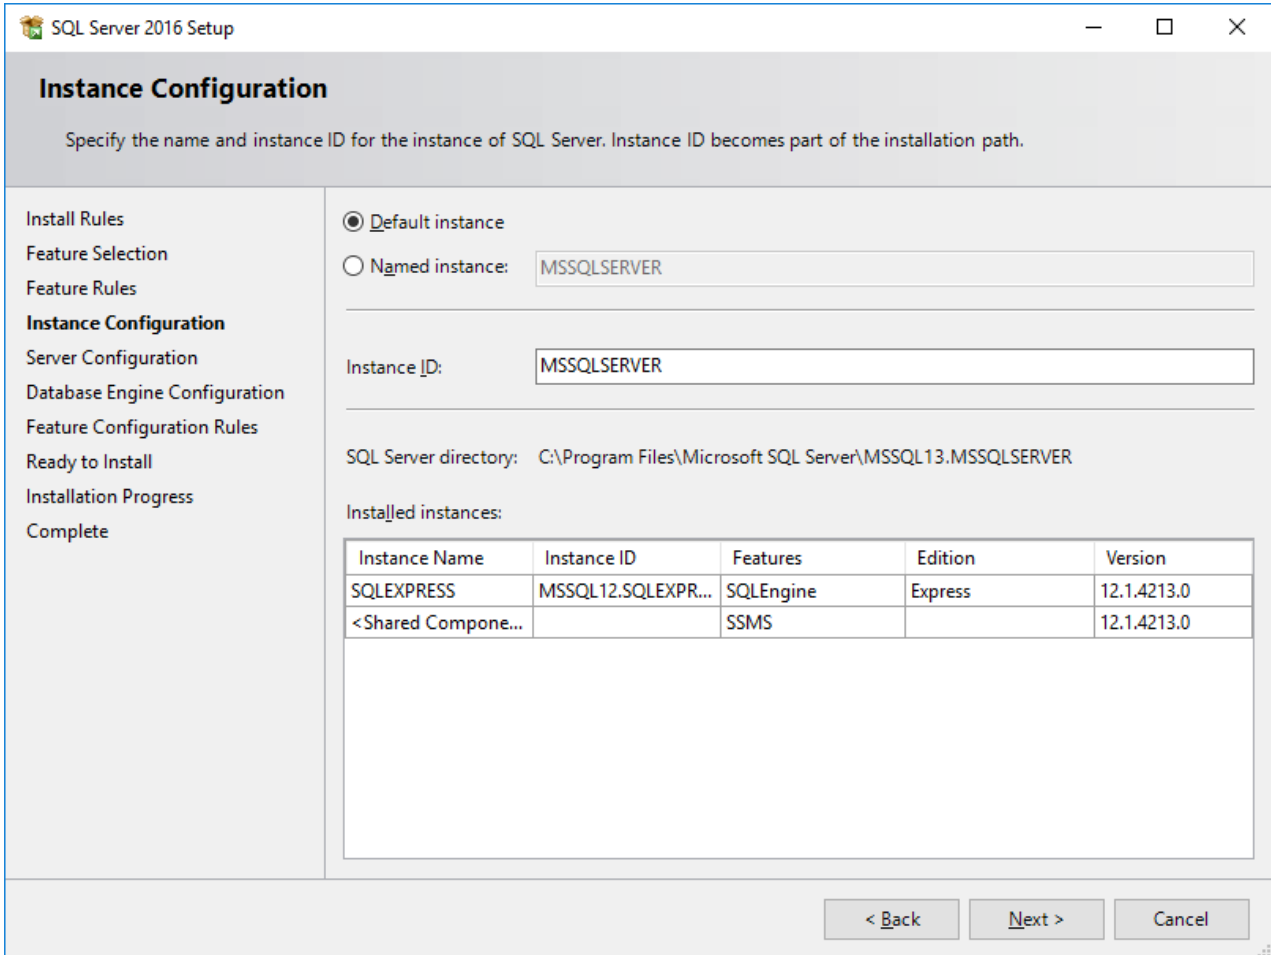 SQL Server 2016 Setup
Instance Configuration
Specify the name and instance ID for the instance of SQL Server. Instance ID becomes part of the installation path.
Install Rules
Feature Selection
Feature Rules
Instance Configuration
Server Configuration
Database Engine Configuration
Feature Configuration Rules
Ready to Install
Installation Progress
Complete
Default instance
Named instance: MSSQLSERVER
Instance ID: MSSQLSERVER
SQL Server directory: C:\Program Files\Microsoft SQL Server\MSSQL13.MSSQLSERVER
Installed instances:
Instance Name Instance ID Features Edition Version
SQLEXPRESS MSSQL12.SQLEXPR... SQLEngine Express 12.1.4213.0
<Shared Compone... SSMS 12.1.4213.0
< Back Next > Cancel